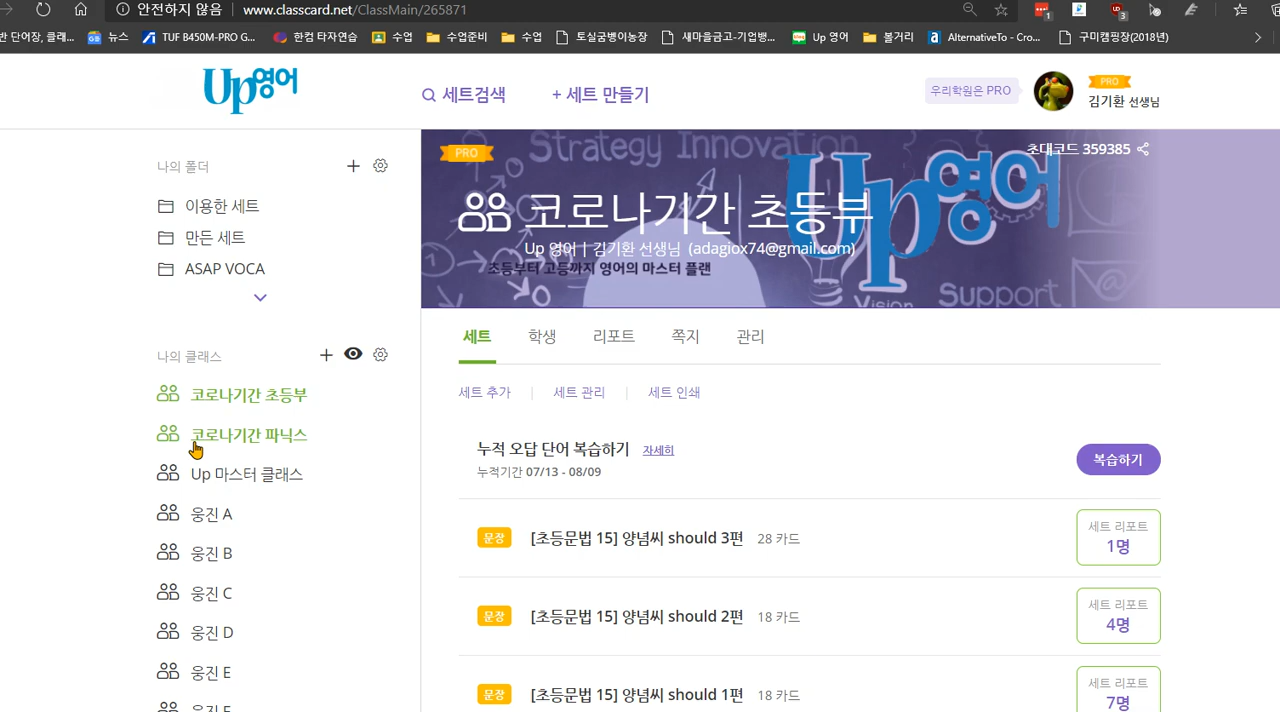 안전하지 않음 www.classcard.net/ClassMain/265871
1
3
반 단어장, 클래... 뉴스 TUF B450M-PRO G... 한컴 타자연습 수업 수업준비 수업 토실굼벵이농장 새마을금고-기업뱅... Up 영어 볼거리 AlternativeTo - Cro... 구미캠핑장(2018년)
Up영어
세트검색 + 세트 만들기
우리학원은 PRO
PRO
김기환 선생님
나의 폴더
이용한 세트
만든 세트
ASAP VOCA
나의 클래스
코로나기간 초등부
코로나기간 파닉스
Up 마스터 클래스
웅진 A
웅진 B
웅진 C
웅진 D
웅진 E
PRO
Strategy Innovation
초대코드 359385
Up영어
코로나기간 초등부
Up 영어 | 김기환 선생님 (adagiox74@gmail.com)
초등부터 고등까지 영어의 마스터 플랜
Vision Support
세트 학생 리포트 쪽지 관리
세트 추가 | 세트 관리 | 세트 인쇄
누적 오답 단어 복습하기 자세히
누적기간 07/13 - 08/09
복습하기
문장 [초등문법 15] 양념씨 should 3편 28 카드
세트 리포트
1명
문장 [초등문법 15] 양념씨 should 2편 18 카드
세트 리포트
4명
문장 [초등문법 15] 양념씨 should 1편 18 카드
세트 리포트
7명